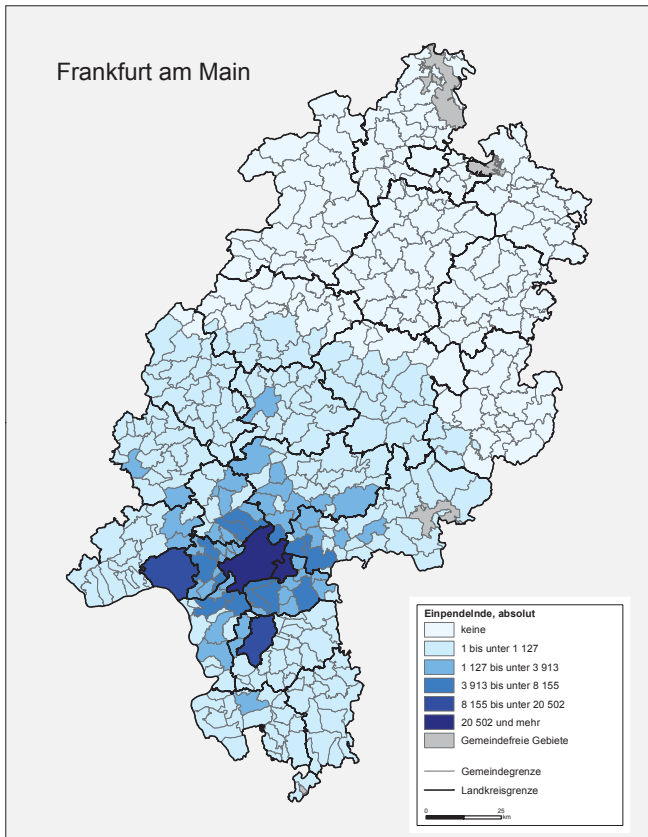 Frankfurt am Main
Einpendelnde, absolut
keine
1 bis unter 1 127
1 127 bis unter 3 913
3 913 bis unter 8 155
8 155 bis unter 20 502
20 502 und mehr
Gemeindefreie Gebiete
Gemeindegrenze
Landkreisgrenze
0 25
km